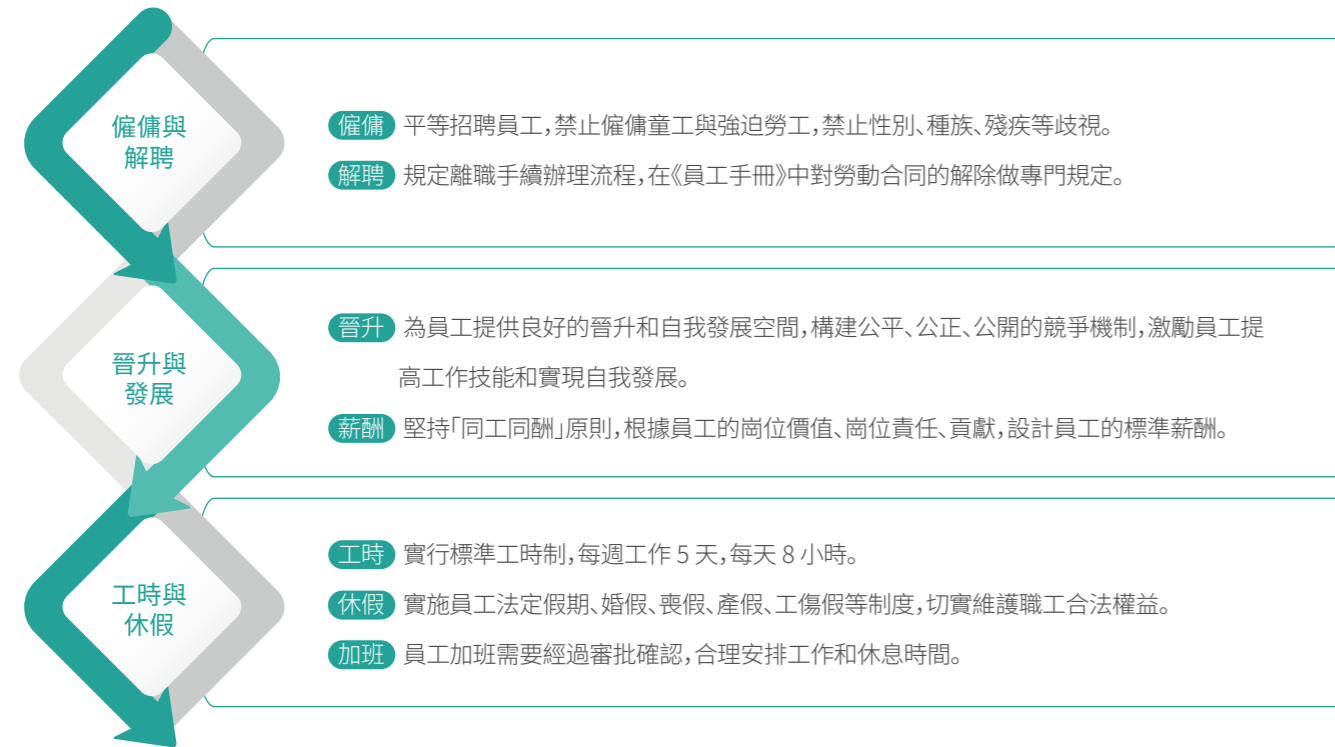 僱傭與
解聘
僱傭 平等招聘員工,禁止僱傭童工與強迫勞工,禁止性別、種族、殘疾等歧視。
解聘 規定離職手續辦理流程,在《員工手冊》中對勞動合同的解除做專門規定。
晉升與
發展
晉升 為員工提供良好的晉升和自我發展空間,構建公平、公正、公開的競爭機制,激勵員工提
高工作技能和實現自我發展。
薪酬 堅持「同工同酬」原則,根據員工的崗位價值、崗位責任、貢獻,設計員工的標準薪酬。
工時與
休假
工時 實行標準工時制,每週工作 5 天,每天 8 小時。
休假 實施員工法定假期、婚假、喪假、產假、工傷假等制度,切實維護職工合法權益。
加班 員工加班需要經過審批確認,合理安排工作和休息時間。